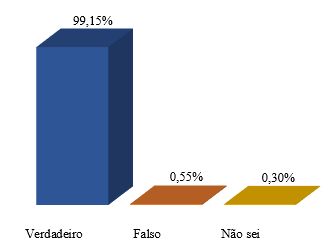 99,15%
0,55%
0,30%
Verdadeiro
Falso
Não sei